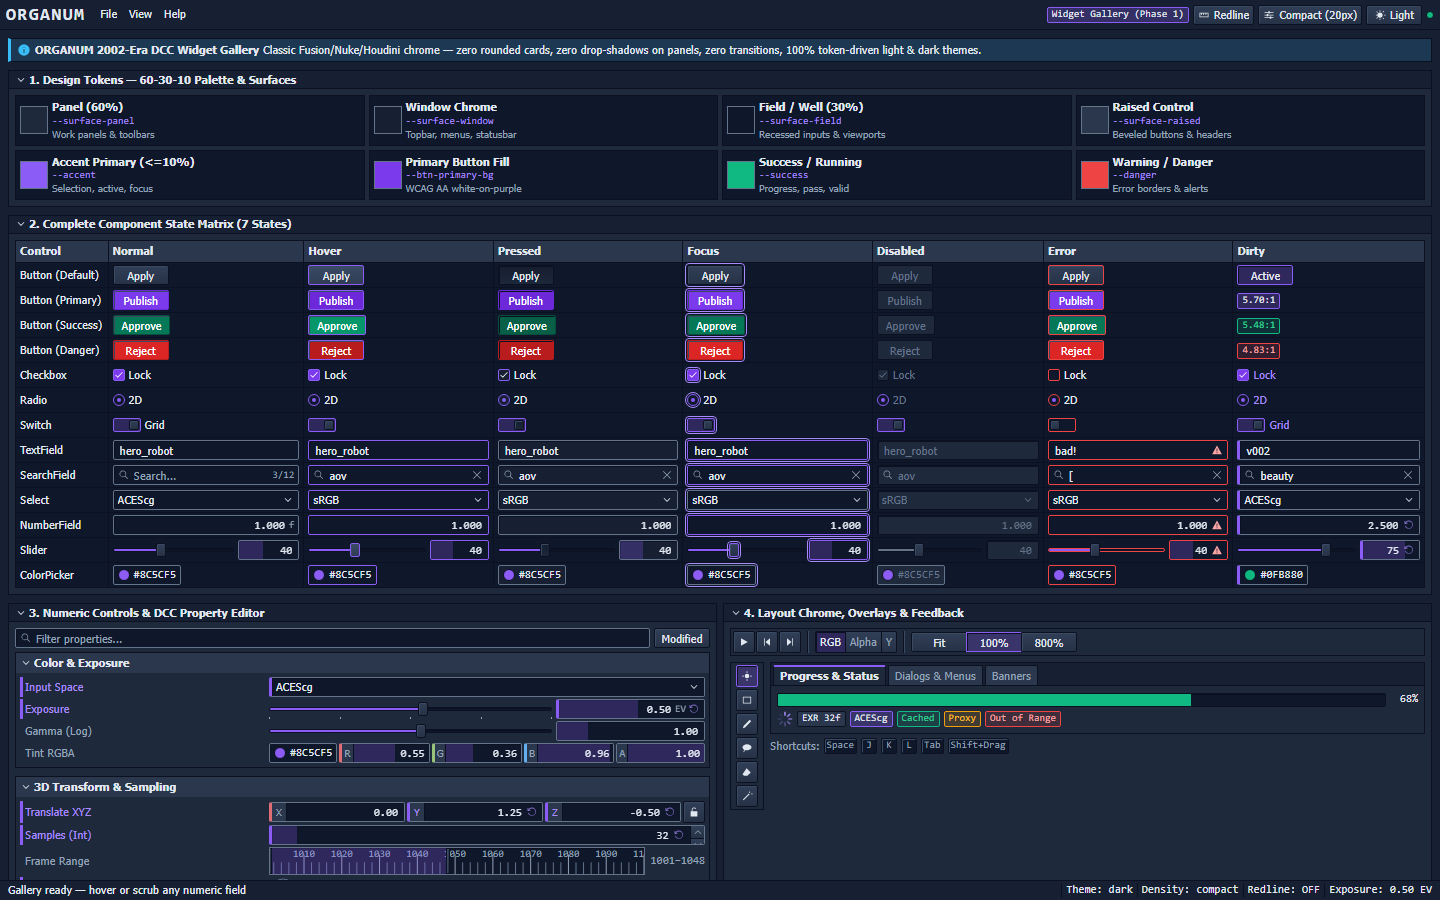 ORGANUM File View Help Widget Gallery (Phase 1) Redline Compact (20px) Light
ORGANUM 2002-Era DCC Widget Gallery Classic Fusion/Nuke/Houdini chrome — zero rounded cards, zero drop-shadows on panels, zero transitions, 100% token-driven light & dark themes.
1. Design Tokens — 60-30-10 Palette & Surfaces
Panel (60%)
--surface-panel
Work panels & toolbars
Window Chrome
--surface-window
Topbar, menus, statusbar
Field / Well (30%)
--surface-field
Recessed inputs & viewports
Raised Control
--surface-raised
Beveled buttons & headers
Accent Primary (<=10%)
--accent
Selection, active, focus
Primary Button Fill
--btn-primary-bg
WCAG AA white-on-purple
Success / Running
--success
Progress, pass, valid
Warning / Danger
--danger
Error borders & alerts
2. Complete Component State Matrix (7 States)
Control Normal Hover Pressed Focus Disabled Error Dirty
Button (Default) Apply Apply Apply Apply Apply Apply Active
Button (Primary) Publish Publish Publish Publish Publish Publish 5.70:1
Button (Success) Approve Approve Approve Approve Approve Approve 5.48:1
Button (Danger) Reject Reject Reject Reject Reject Reject 4.83:1
Checkbox Lock Lock Lock Lock Lock Lock Lock
Radio 2D 2D 2D 2D 2D 2D 2D
Switch Grid Grid
TextField hero_robot hero_robot hero_robot hero_robot hero_robot bad! v002
SearchField Search... 3/12 aov aov aov aov [ beauty
Select ACEScg sRGB sRGB sRGB sRGB sRGB ACEScg
NumberField 1.000 f 1.000 1.000 1.000 1.000 1.000 2.500
Slider 40 40 40 40 40 40 75
ColorPicker #8C5CF5 #8C5CF5 #8C5CF5 #8C5CF5 #8C5CF5 #8C5CF5 #0FB880
3. Numeric Controls & DCC Property Editor
Filter properties... Modified
Color & Exposure
Input Space ACEScg
Exposure 0.50 EV
Gamma (Log) 1.00
Tint RGBA #8C5CF5 R 0.55 G 0.36 B 0.96 A 1.00
3D Transform & Sampling
Translate XYZ X 0.00 Y 1.25 Z -0.50
Samples (Int) 32
Frame Range 1010 1020 1030 1040 050 1060 1070 1080 1090 11 1001–1048
4. Layout Chrome, Overlays & Feedback
RGB Alpha Y Fit 100% 800%
Progress & Status Dialogs & Menus Banners
68%
EXR 32f ACEScg Cached Proxy Out of Range
Shortcuts: Space J K L Tab Shift+Drag
Gallery ready — hover or scrub any numeric field Theme: dark Density: compact Redline: OFF Exposure: 0.50 EV